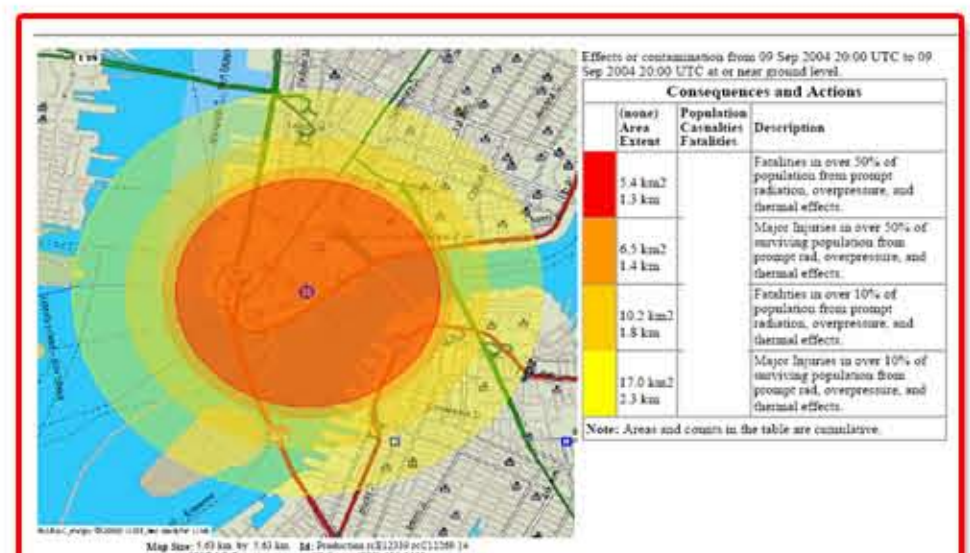 Effects or contamination from 09 Sep 2004 20:00 UTC to 09
Sep 2004 20:00 UTC at or near ground level.
Consequences and Actions
(none)
Area
Extent
Population
Casualties
Fatalities
Description
5.4 km2
1.3 km
Fatalities in over 50% of
population from prompt
radiation, overpressure, and
thermal effects.
6.5 km2
1.4 km
Major Injuries in over 50% of
surviving population from
prompt rad, overpressure, and
thermal effects.
10.2 km2
1.8 km
Fatalities in over 10% of
population from prompt
radiation, overpressure, and
thermal effects.
17.0 km2
2.3 km
Major Injuries in over 10% of
surviving population from
prompt rad, overpressure, and
thermal effects.
Note: Areas and counts in the table are cumulative.
Map Size: 5.63 km. by 5.63 km. Id: